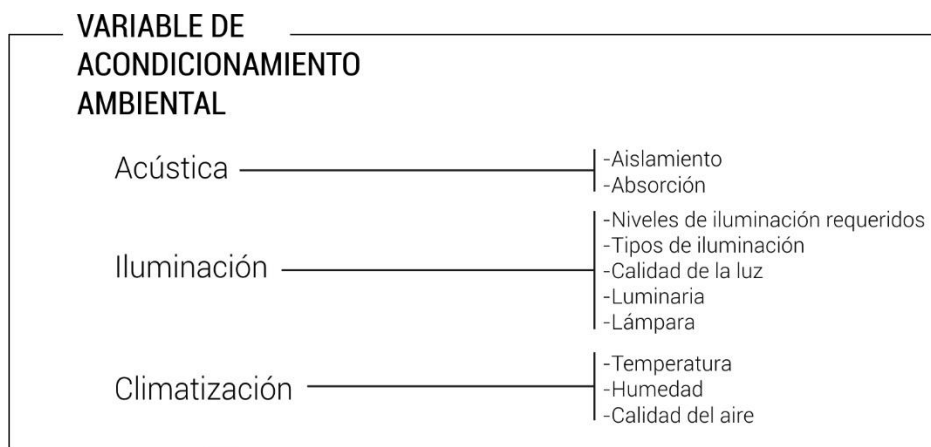 VARIABLE DE
ACONDICIONAMIENTO
AMBIENTAL
Acústica
-Aislamiento
-Absorción
Iluminación
-Niveles de iluminación requeridos
-Tipos de iluminación
-Calidad de la luz
-Luminaria
-Lámpara
Climatización
-Temperatura
-Humedad
-Calidad del aire